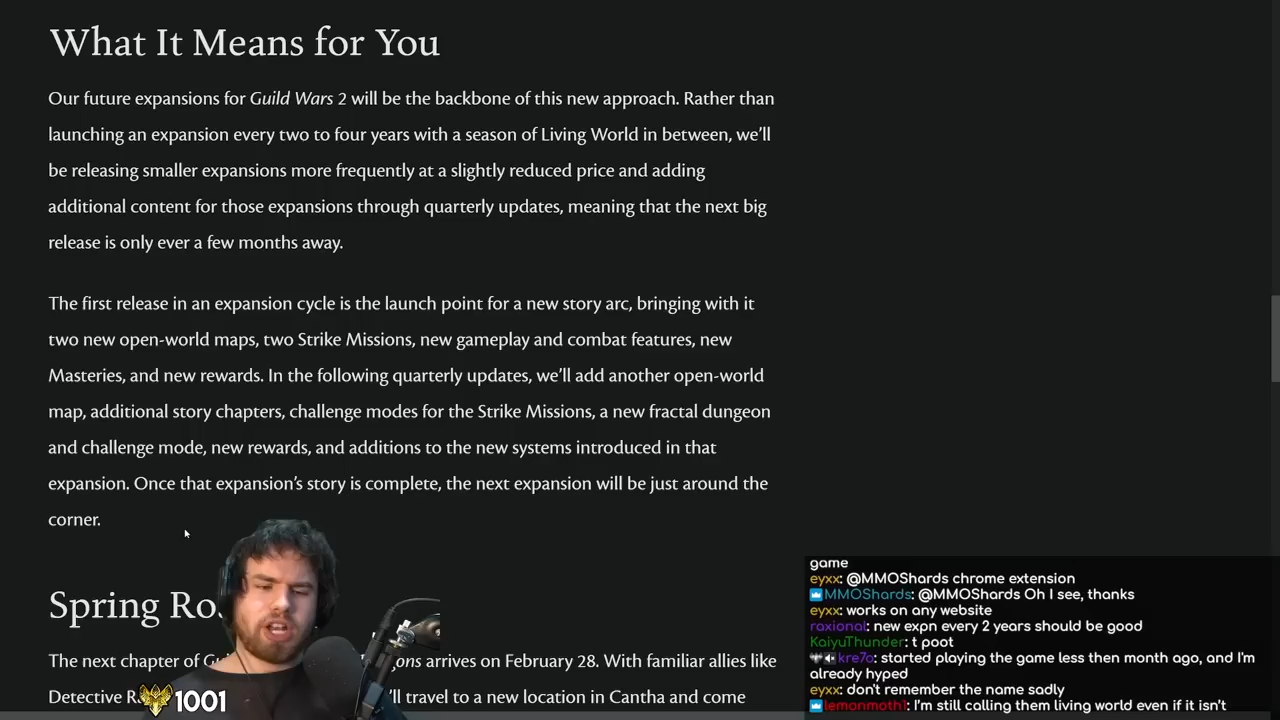 What It Means for You
Our future expansions for Guild Wars 2 will be the backbone of this new approach. Rather than
launching an expansion every two to four years with a season of Living World in between, we'll
be releasing smaller expansions more frequently at a slightly reduced price and adding
additional content for those expansions through quarterly updates, meaning that the next big
release is only ever a few months away.
The first release in an expansion cycle is the launch point for a new story arc, bringing with it
two new open-world maps, two Strike Missions, new gameplay and combat features, new
Masteries, and new rewards. In the following quarterly updates, we'll add another open-world
map, additional story chapters, challenge modes for the Strike Missions, a new fractal dungeon
and challenge mode, new rewards, and additions to the new systems introduced in that
expansion. Once that expansion's story is complete, the next expansion will be just around the
corner.
Spring
The next chapter of arrives on February 28. With familiar allies like
Detective travel to a new location in Cantha and come
1001
game
eyxx: @MMOShards chrome extension
MMOShards: @MMOShards Oh I see, thanks
eyxx: works on any website
raxional: new expn every 2 years should be good
KaiyuThunder: t poot
kre7o: started playing the game less then month ago, and I'm
already hyped
eyxx: don't remember the name sadly
lemonmoth1: I'm still calling them living world even if it isn't